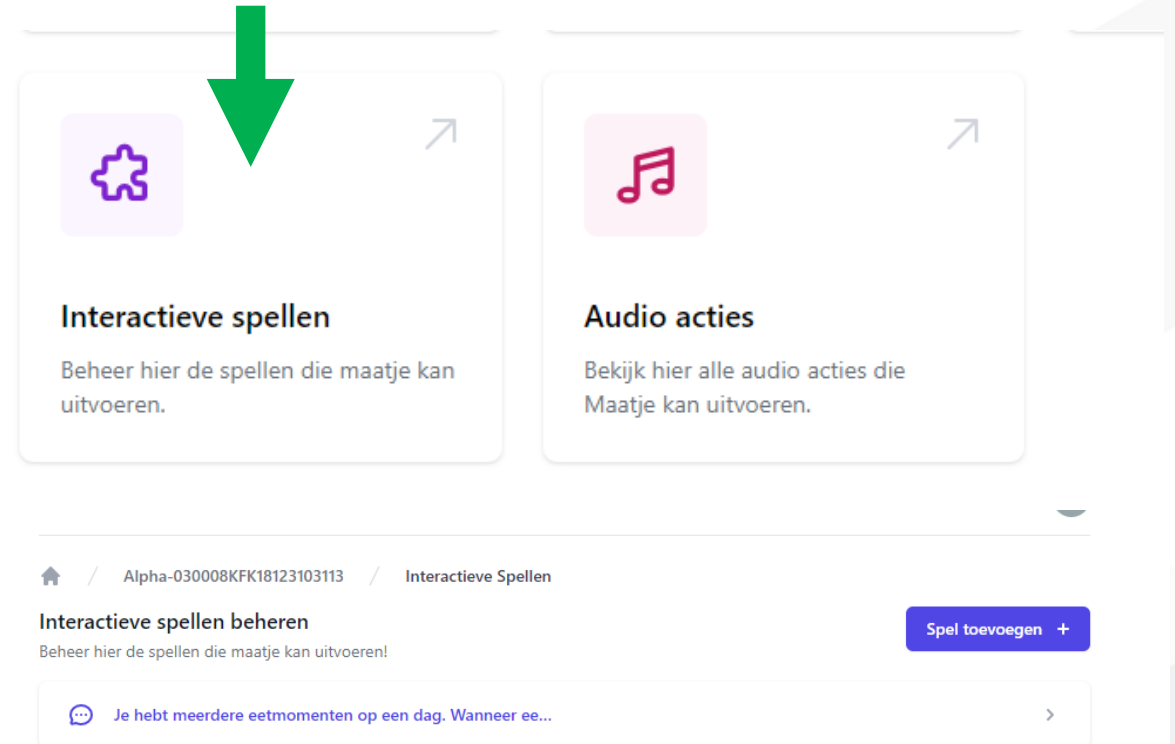 Interactieve spellen
Beheer hier de spellen die maatje kan
uitvoeren.
Audio acties
Bekijk hier alle audio acties die
Maatje kan uitvoeren.
/ Alpha-030008KFK18123103113 / Interactieve Spellen
Interactieve spellen beheren
Beheer hier de spellen die maatje kan uitvoeren!
Spel toevoegen +
Je hebt meerdere eetmomenten op een dag. Wanneer ee...